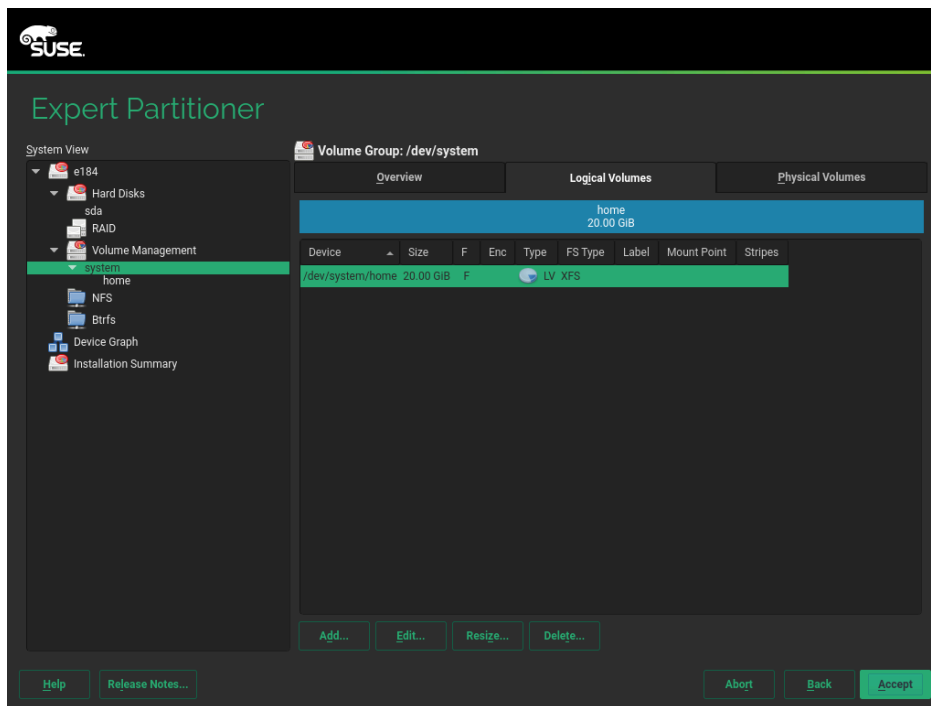 SUSE.
Expert Partitioner
System View
e184
Hard Disks
sda
RAID
Volume Management
system
home
NFS
Btrfs
Device Graph
Installation Summary
Volume Group: /dev/system
Overview
Logical Volumes
Physical Volumes
home
20.00 GiB
Device Size F Enc Type FS Type Label Mount Point Stripes
/dev/system/home 20.00 GiB F LV XFS
Add... Edit... Resize... Delete...
Help Release Notes... Abort Back Accept